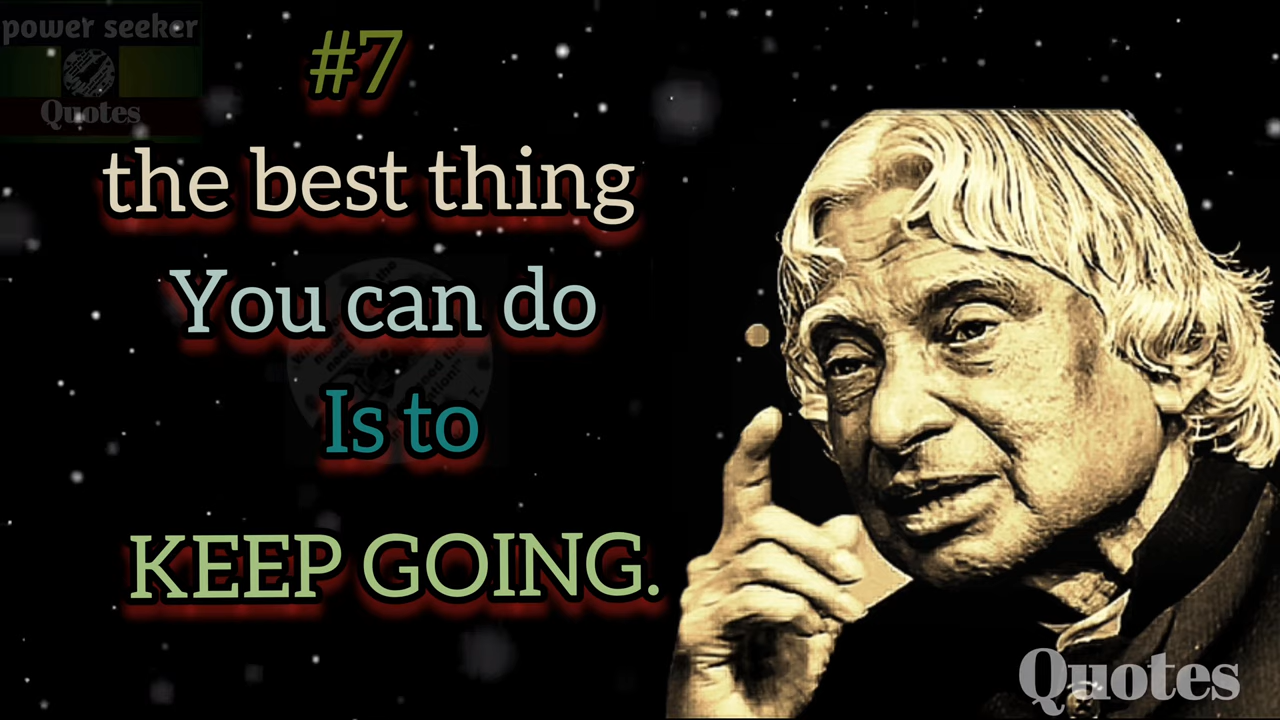 power seeker
Quotes
#7
the best thing
You can do
Is to
KEEP GOING.
Quotes